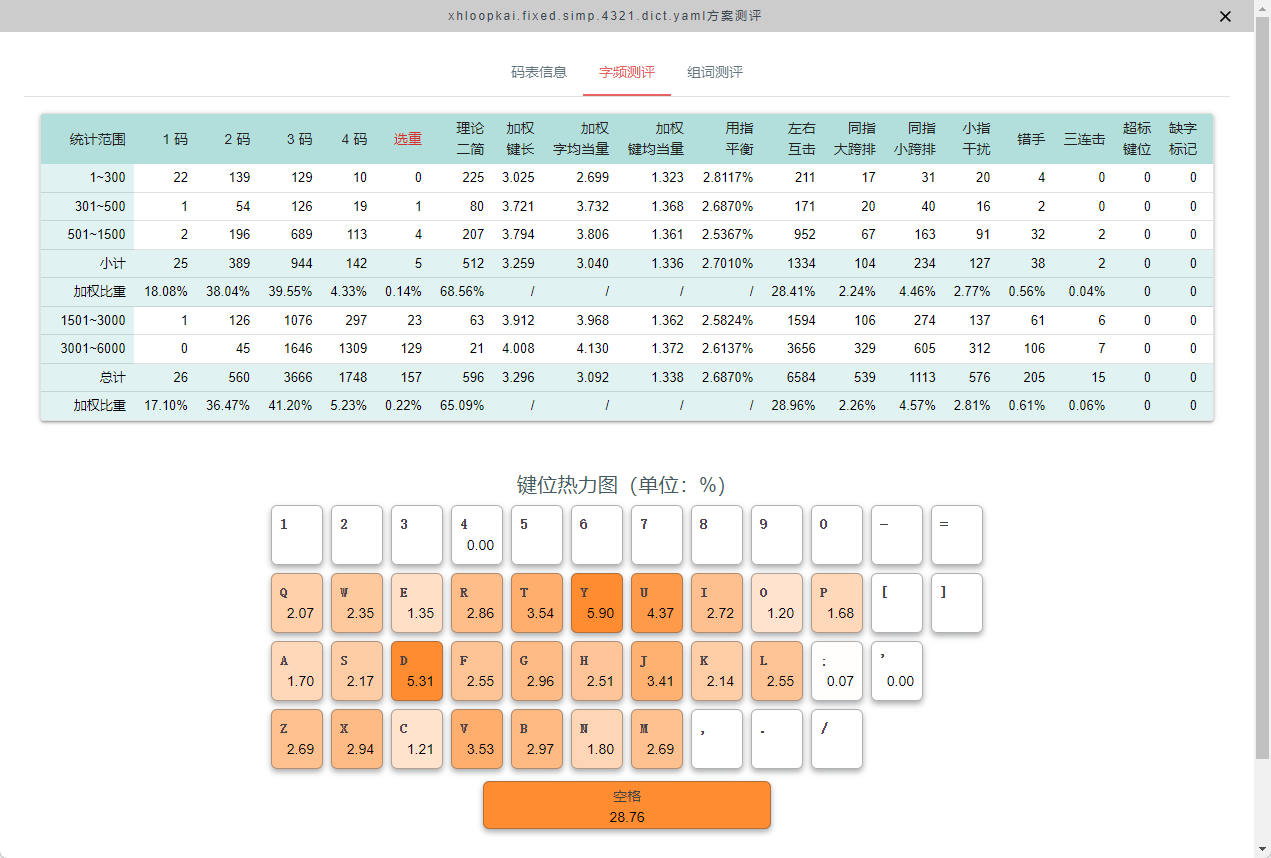 xhloopkai.fixed.simp.4321.dict.yaml方案测评 ×
码表信息 字频测评 组词测评
统计范围 1 码 2 码 3 码 4 码 选重 理论二简 加权键长 加权字均当量 加权键均当量 用指平衡 左右互击 同指大跨排 同指小跨排 小指干扰 错手 三连击 超标键位 缺字标记
1~300 22 139 129 10 0 225 3.025 2.699 1.323 2.8117% 211 17 31 20 4 0 0 0
301~500 1 54 126 19 1 80 3.721 3.732 1.368 2.6870% 171 20 40 16 2 0 0 0
501~1500 2 196 689 113 4 207 3.794 3.806 1.361 2.5367% 952 67 163 91 32 2 0 0
小计 25 389 944 142 5 512 3.259 3.040 1.336 2.7010% 1334 104 234 127 38 2 0 0
加权比重 18.08% 38.04% 39.55% 4.33% 0.14% 68.56% / / / / 28.41% 2.24% 4.46% 2.77% 0.56% 0.04% 0 0
1501~3000 1 126 1076 297 23 63 3.912 3.968 1.362 2.5824% 1594 106 274 137 61 6 0 0
3001~6000 0 45 1646 1309 129 21 4.008 4.130 1.372 2.6137% 3656 329 605 312 106 7 0 0
总计 26 560 3666 1748 157 596 3.296 3.092 1.338 2.6870% 6584 539 1113 576 205 15 0 0
加权比重 17.10% 36.47% 41.20% 5.23% 0.22% 65.09% / / / / 28.96% 2.26% 4.57% 2.81% 0.61% 0.06% 0 0
键位热力图（单位：％）
1 2 3 4 5 6 7 8 9 0 - =
0.00
Q W E R T Y U I O P [ ]
2.07 2.35 1.35 2.86 3.54 5.90 4.37 2.72 1.20 1.68
A S D F G H J K L : ’
1.70 2.17 5.31 2.55 2.96 2.51 3.41 2.14 2.55 0.07 0.00
Z X C V B N M , . /
2.69 2.94 1.21 3.53 2.97 1.80 2.69
空格
28.76